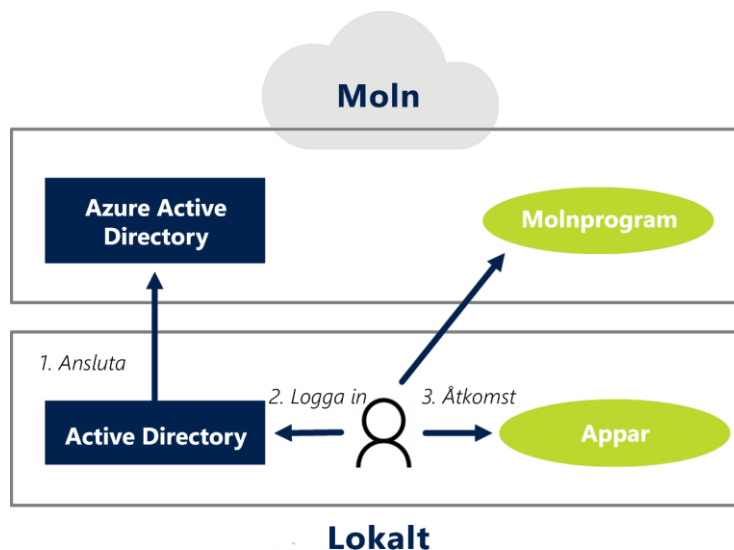 Moln
Azure Active
Directory
Molnprogram
1. Ansluta
2. Logga in
3. Åtkomst
Active Directory
Appar
Lokalt